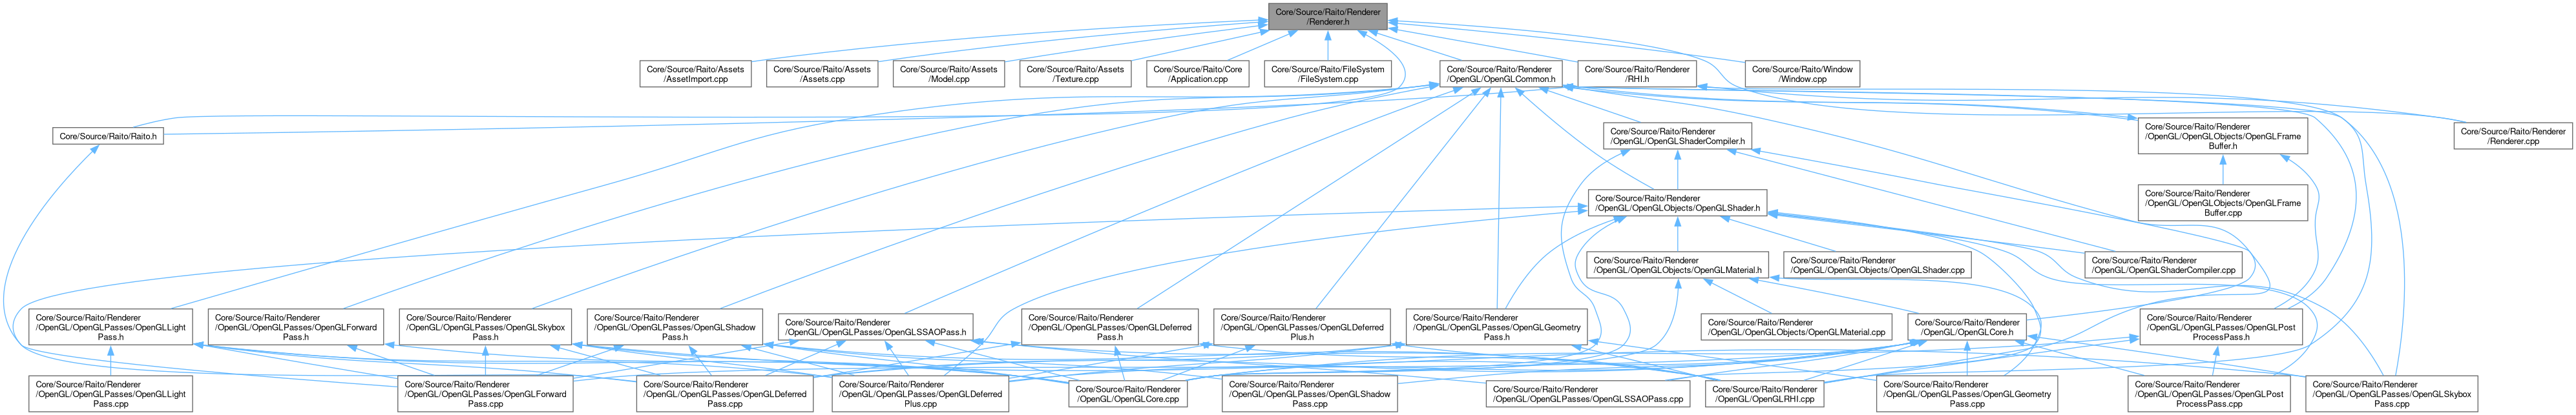 Core/Source/Raito/Renderer
/Renderer.h
Core/Source/Raito/Assets
/AssetImport.cpp
Core/Source/Raito/Assets
/Assets.cpp
Core/Source/Raito/Assets
/Model.cpp
Core/Source/Raito/Assets
/Texture.cpp
Core/Source/Raito/Core
/Application.cpp
Core/Source/Raito/FileSystem
/FileSystem.cpp
Core/Source/Raito/Renderer
/OpenGL/OpenGLCommon.h
Core/Source/Raito/Renderer
/RHI.h
Core/Source/Raito/Window
/Window.cpp
Core/Source/Raito/Raito.h
Core/Source/Raito/Renderer
/OpenGL/OpenGLShaderCompiler.h
Core/Source/Raito/Renderer
/OpenGL/OpenGLObjects/OpenGLFrame
Buffer.h
Core/Source/Raito/Renderer
/Renderer.cpp
Core/Source/Raito/Renderer
/OpenGL/OpenGLObjects/OpenGLShader.h
Core/Source/Raito/Renderer
/OpenGL/OpenGLObjects/OpenGLFrame
Buffer.cpp
Core/Source/Raito/Renderer
/OpenGL/OpenGLObjects/OpenGLMaterial.h
Core/Source/Raito/Renderer
/OpenGL/OpenGLObjects/OpenGLShader.cpp
Core/Source/Raito/Renderer
/OpenGL/OpenGLShaderCompiler.cpp
Core/Source/Raito/Renderer
/OpenGL/OpenGLPasses/OpenGLLight
Pass.h
Core/Source/Raito/Renderer
/OpenGL/OpenGLPasses/OpenGLForward
Pass.h
Core/Source/Raito/Renderer
/OpenGL/OpenGLPasses/OpenGLSkybox
Pass.h
Core/Source/Raito/Renderer
/OpenGL/OpenGLPasses/OpenGLShadow
Pass.h
Core/Source/Raito/Renderer
/OpenGL/OpenGLPasses/OpenGLSSAOPass.h
Core/Source/Raito/Renderer
/OpenGL/OpenGLPasses/OpenGLDeferred
Pass.h
Core/Source/Raito/Renderer
/OpenGL/OpenGLPasses/OpenGLDeferred
Plus.h
Core/Source/Raito/Renderer
/OpenGL/OpenGLPasses/OpenGLGeometry
Pass.h
Core/Source/Raito/Renderer
/OpenGL/OpenGLObjects/OpenGLMaterial.cpp
Core/Source/Raito/Renderer
/OpenGL/OpenGLCore.h
Core/Source/Raito/Renderer
/OpenGL/OpenGLPasses/OpenGLPost
ProcessPass.h
Core/Source/Raito/Renderer
/OpenGL/OpenGLPasses/OpenGLLight
Pass.cpp
Core/Source/Raito/Renderer
/OpenGL/OpenGLPasses/OpenGLForward
Pass.cpp
Core/Source/Raito/Renderer
/OpenGL/OpenGLPasses/OpenGLDeferred
Pass.cpp
Core/Source/Raito/Renderer
/OpenGL/OpenGLPasses/OpenGLDeferred
Plus.cpp
Core/Source/Raito/Renderer
/OpenGL/OpenGLCore.cpp
Core/Source/Raito/Renderer
/OpenGL/OpenGLPasses/OpenGLShadow
Pass.cpp
Core/Source/Raito/Renderer
/OpenGL/OpenGLPasses/OpenGLSSAOPass.cpp
Core/Source/Raito/Renderer
/OpenGL/OpenGLRHI.cpp
Core/Source/Raito/Renderer
/OpenGL/OpenGLPasses/OpenGLGeometry
Pass.cpp
Core/Source/Raito/Renderer
/OpenGL/OpenGLPasses/OpenGLPost
ProcessPass.cpp
Core/Source/Raito/Renderer
/OpenGL/OpenGLPasses/OpenGLSkybox
Pass.cpp